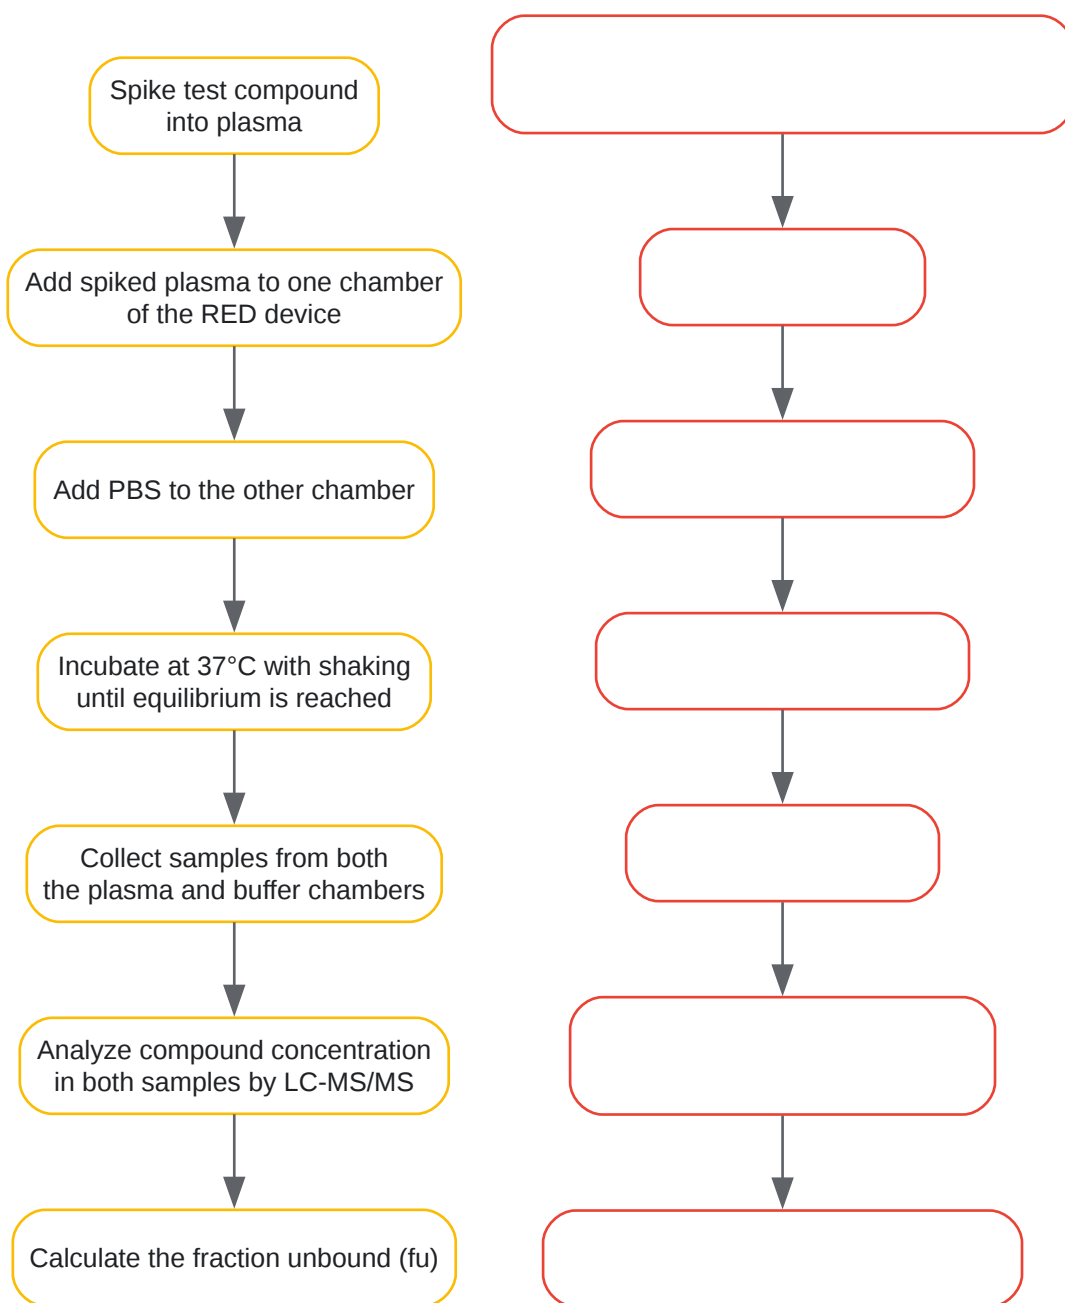 Spike test compound
into plasma
Add spiked plasma to one chamber
of the RED device
Add PBS to the other chamber
Incubate at 37°C with shaking
until equilibrium is reached
Collect samples from both
the plasma and buffer chambers
Analyze compound concentration
in both samples by LC-MS/MS
Calculate the fraction unbound (fu)